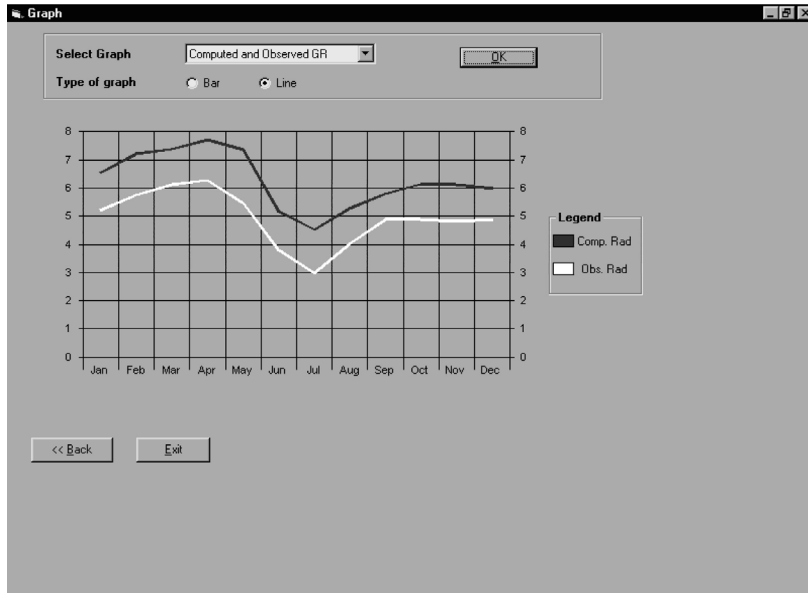 Graph
Select Graph Computed and Observed GR OK
Type of graph Bar Line
8 8
7 7
6 6
5 5
4 4
3 3
2 2
1 1
0 0
Jan Feb Mar Apr May Jun Jul Aug Sep Oct Nov Dec
Legend
Comp. Rad
Obs. Rad
<< Back Exit